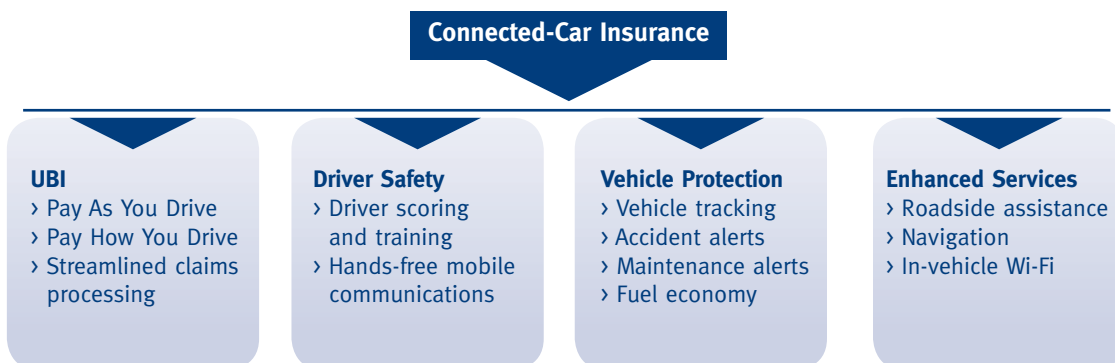 Connected-Car Insurance
UBI
› Pay As You Drive
› Pay How You Drive
› Streamlined claims
processing
Driver Safety
› Driver scoring
and training
› Hands-free mobile
communications
Vehicle Protection
› Vehicle tracking
› Accident alerts
› Maintenance alerts
› Fuel economy
Enhanced Services
› Roadside assistance
› Navigation
› In-vehicle Wi-Fi